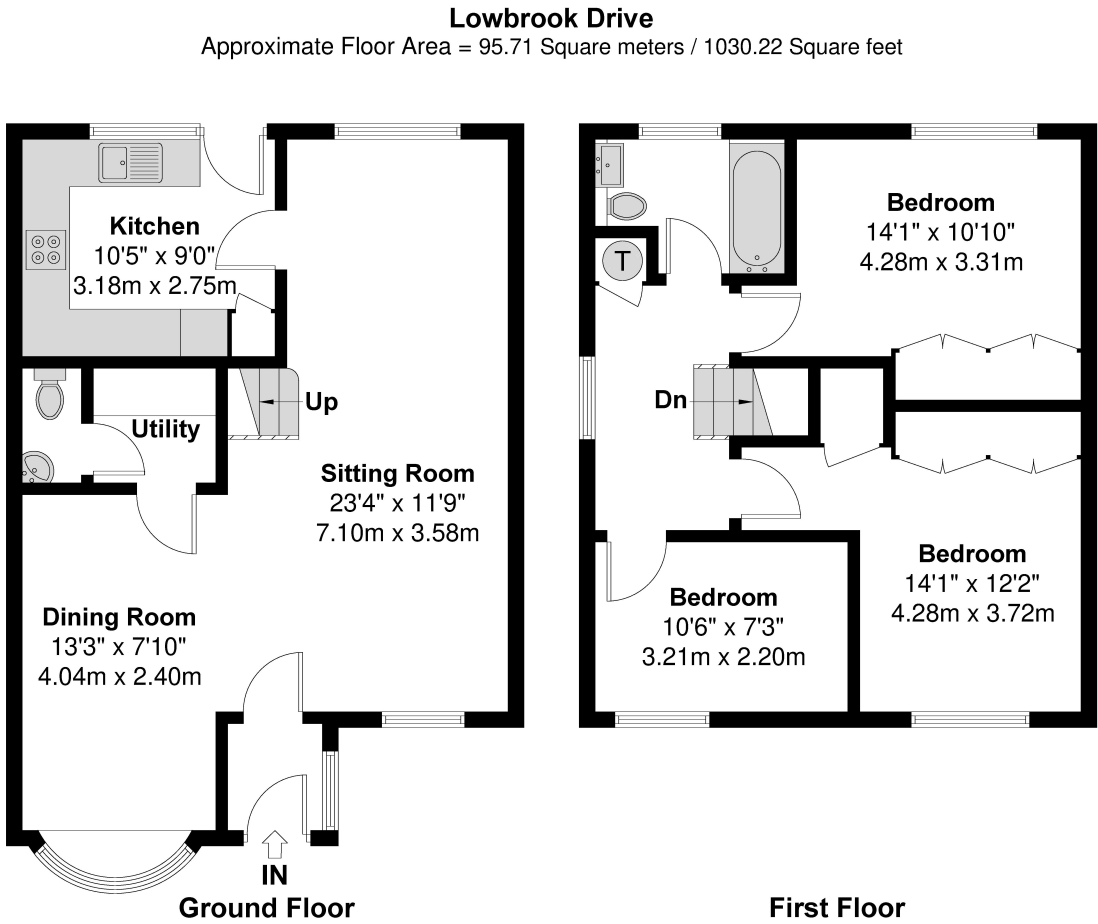 Lowbrook Drive
Approximate Floor Area = 95.71 Square meters / 1030.22 Square feet
Kitchen
10'5" x 9'0"
3.18m x 2.75m
Utility
Up
Sitting Room
23'4" x 11'9"
7.10m x 3.58m
Dining Room
13'3" x 7'10"
4.04m x 2.40m
IN
Ground Floor
T
Bedroom
14'1" x 10'10"
4.28m x 3.31m
Dn
Bedroom
14'1" x 12'2"
4.28m x 3.72m
Bedroom
10'6" x 7'3"
3.21m x 2.20m
First Floor